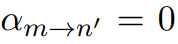 α_{m→n′} = 0